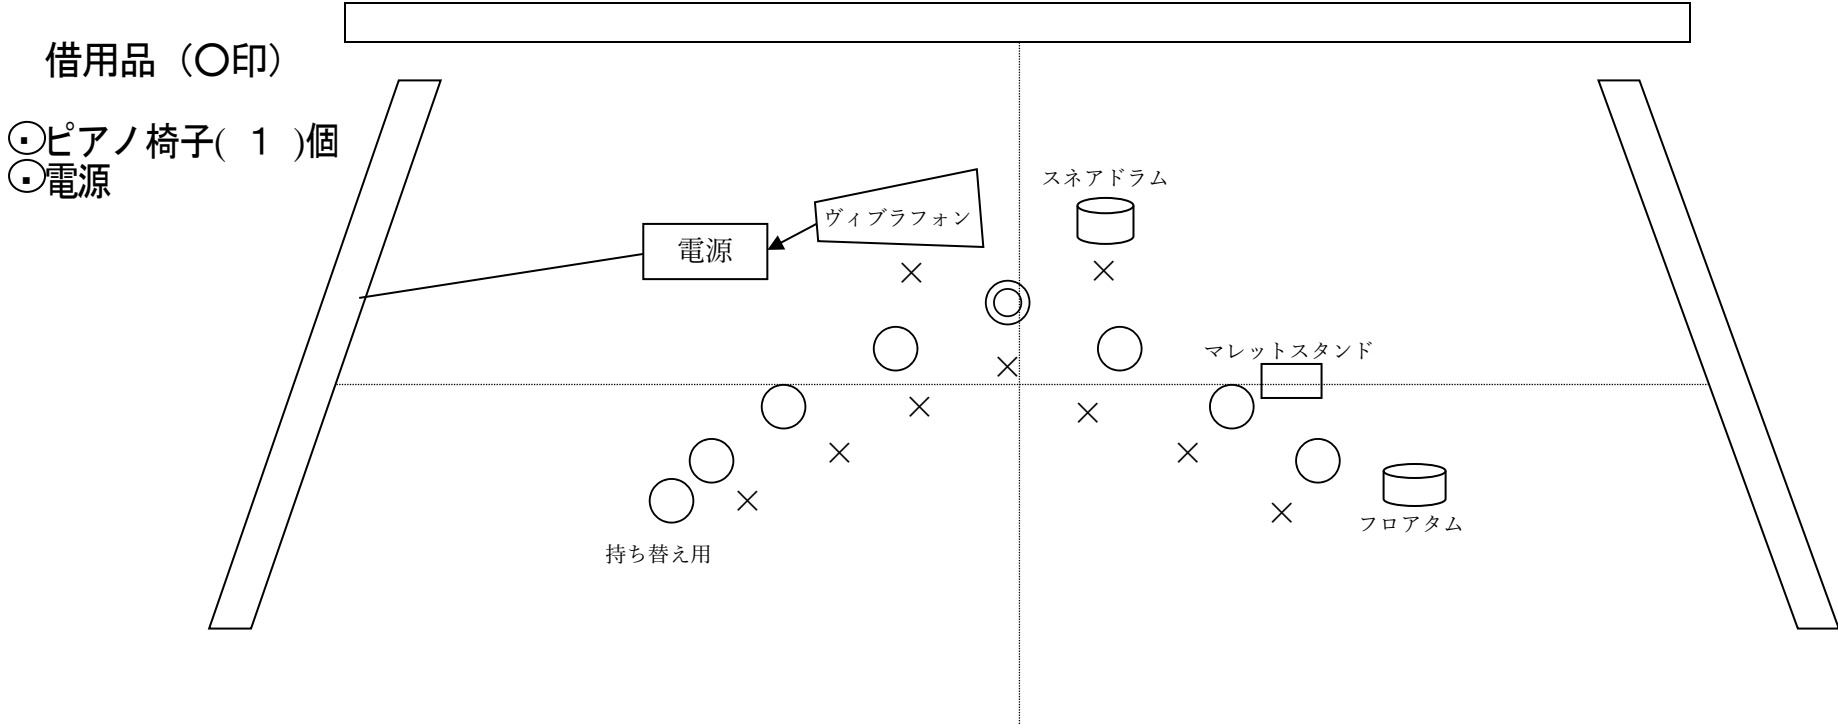 借用品（〇印）
・ピアノ椅子( １ )個
・電源
スネアドラム
ヴィブラフォン
電源
マレットスタンド
フロアタム
持ち替え用